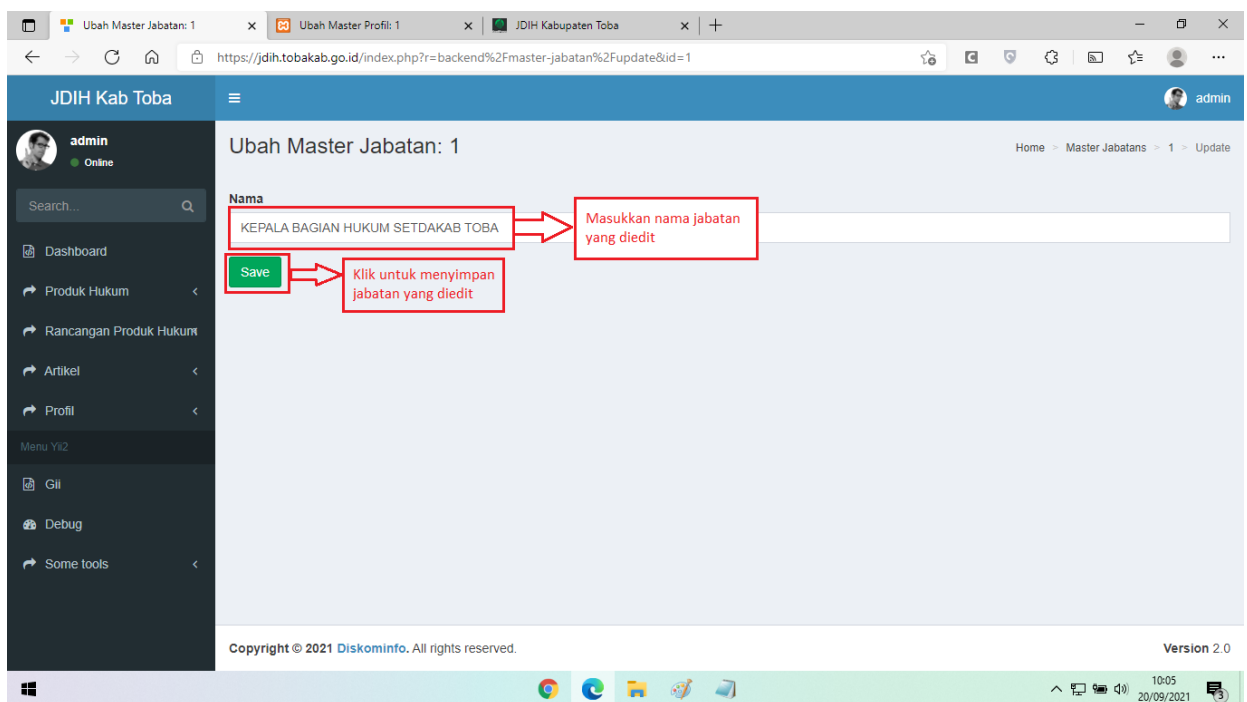 Ubah Master Jabatan: 1
Ubah Master Profil: 1
JDIH Kabupaten Toba
https://jdih.tobakab.go.id/index.php?r=backend%2Fmaster-jabatan%2Fupdate&id=1
JDIH Kab Toba
admin
admin
Online
Ubah Master Jabatan: 1
Home > Master Jabatans > 1 > Update
Search...
Nama
KEPALA BAGIAN HUKUM SETDAKAB TOBA
Masukkan nama jabatan
yang diedit
Save
Klik untuk menyimpan
jabatan yang diedit
Dashboard
Produk Hukum
Rancangan Produk Hukum
Artikel
Profil
Menu Yii2
Gii
Debug
Some tools
Copyright © 2021 Diskominfo. All rights reserved.
Version 2.0
10:05
20/09/2021
3